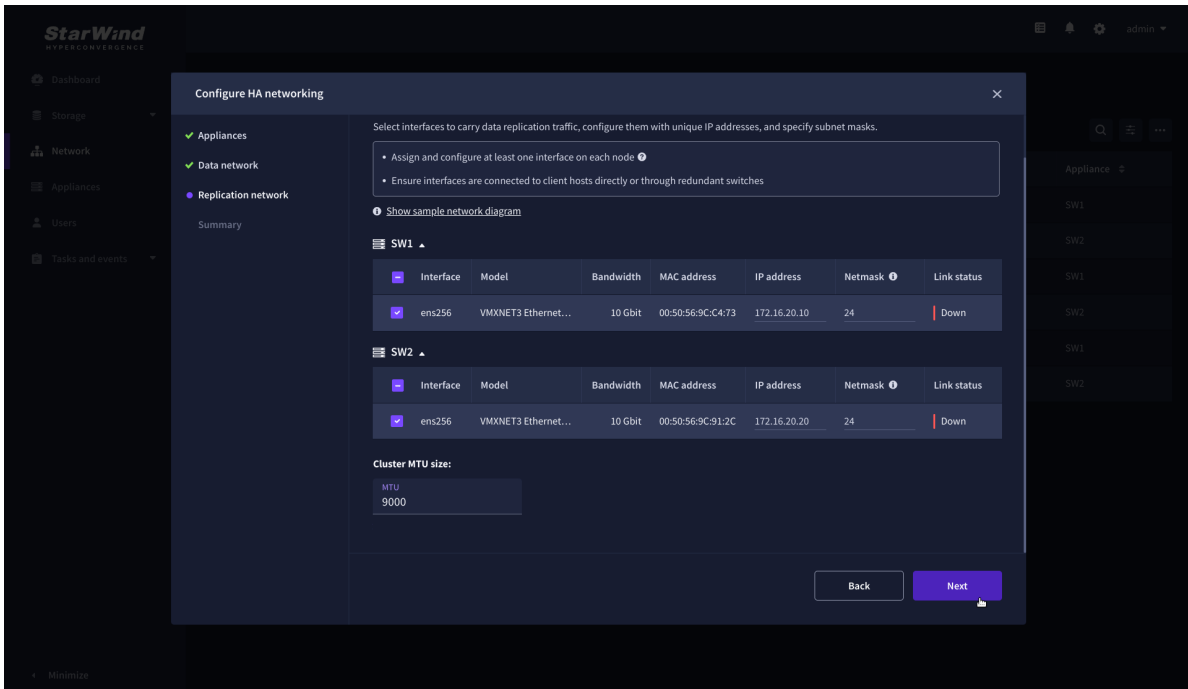 StarWind
HYPERCONVERGENCE
admin
Dashboard
Storage
Network
Appliances
Users
Tasks and events
Minimize
Configure HA networking
Appliances
Data network
Replication network
Summary
Select interfaces to carry data replication traffic, configure them with unique IP addresses, and specify subnet masks.
• Assign and configure at least one interface on each node
• Ensure interfaces are connected to client hosts directly or through redundant switches
Show sample network diagram
SW1
Interface Model Bandwidth MAC address IP address Netmask Link status
ens256 VMXNET3 Ethernet... 10 Gbit 00:50:56:9C:C4:73 172.16.20.10 24 Down
SW2
Interface Model Bandwidth MAC address IP address Netmask Link status
ens256 VMXNET3 Ethernet... 10 Gbit 00:50:56:9C:91:2C 172.16.20.20 24 Down
Cluster MTU size:
MTU
9000
Back Next
Appliance
SW1
SW2
SW1
SW2
SW1
SW2